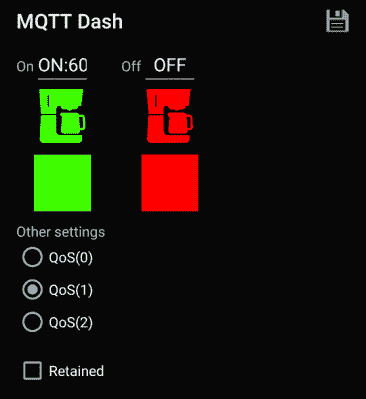 MQTT Dash
On ON:60 Off OFF
Other settings
QoS(0)
QoS(1)
QoS(2)
Retained